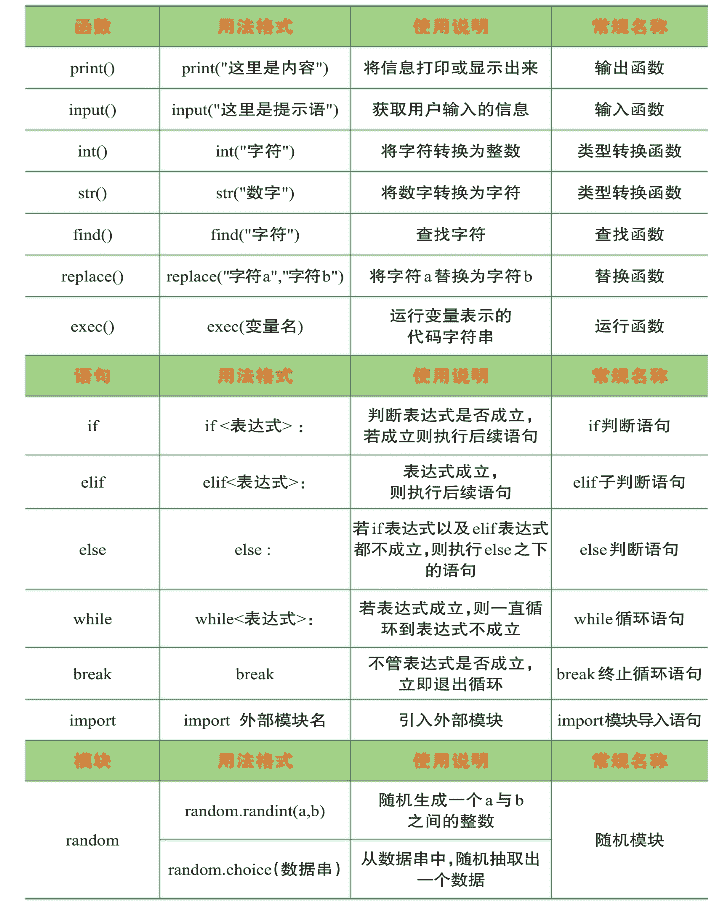 函数 用法格式 使用说明 常规名称
print() print("这里是内容") 将信息打印或显示出来 输出函数
input() input("这里是提示语") 获取用户输入的信息 输入函数
int() int("字符") 将字符转换为整数 类型转换函数
str() str("数字") 将数字转换为字符 类型转换函数
find() find("字符") 查找字符 查找函数
replace() replace("字符a","字符b") 将字符a替换为字符b 替换函数
exec() exec(变量名) 运行变量表示的
代码字符串 运行函数
语句 用法格式 使用说明 常规名称
if if <表达式>： 判断表达式是否成立，
若成立则执行后续语句 if判断语句
elif elif<表达式>： 表达式成立，
则执行后续语句 elif子判断语句
else else： 若if表达式以及elif表达式
都不成立，则执行else之下
的语句 else判断语句
while while<表达式>： 若表达式成立，则一直循
环到表达式不成立 while循环语句
break break 不管表达式是否成立，
立即退出循环 break终止循环语句
import import 外部模块名 引入外部模块 import模块导入语句
模块 用法格式 使用说明 常规名称
random random.randint(a,b) 随机生成一个a与b
之间的整数 随机模块
random.choice（数据串） 从数据串中，随机抽取出
一个数据